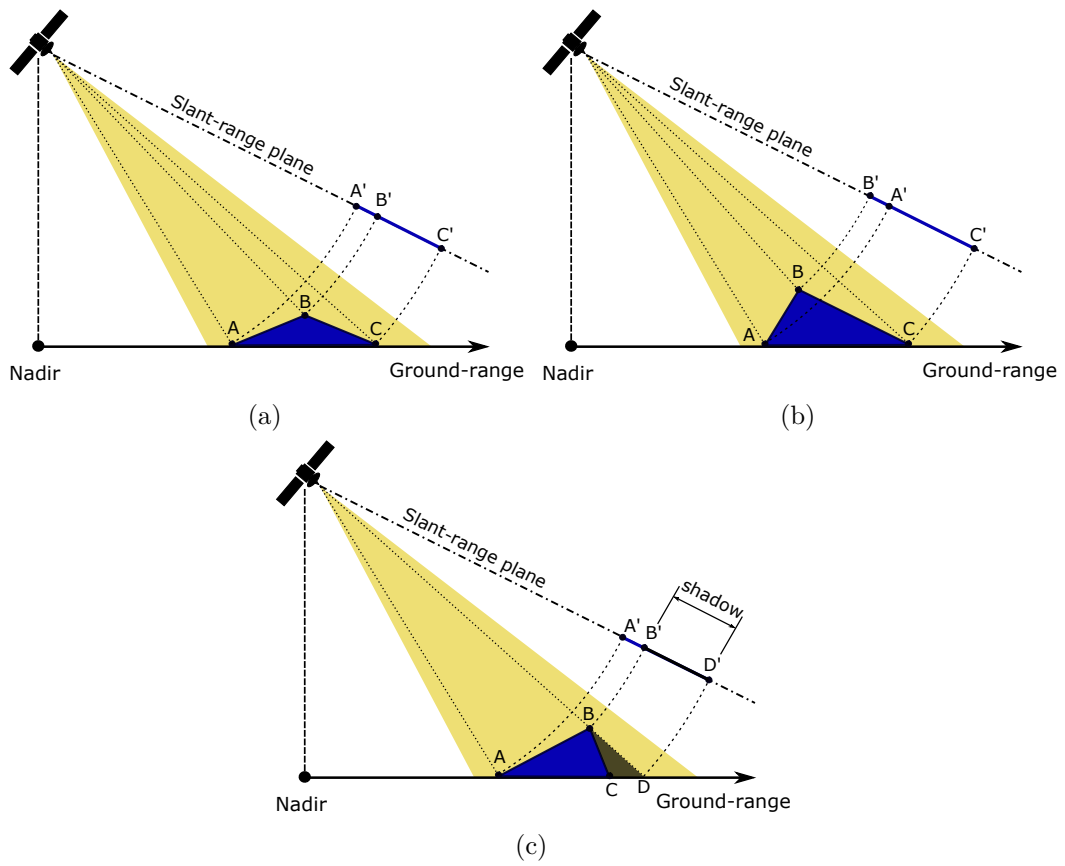 Slant-range plane
A'
B'
C'
A
B
C
Nadir
Ground-range
(a)
Slant-range plane
B'
A'
C'
B
A
C
Nadir
Ground-range
(b)
Slant-range plane
shadow
A'
B'
D'
B
A
C
D
Nadir
Ground-range
(c)